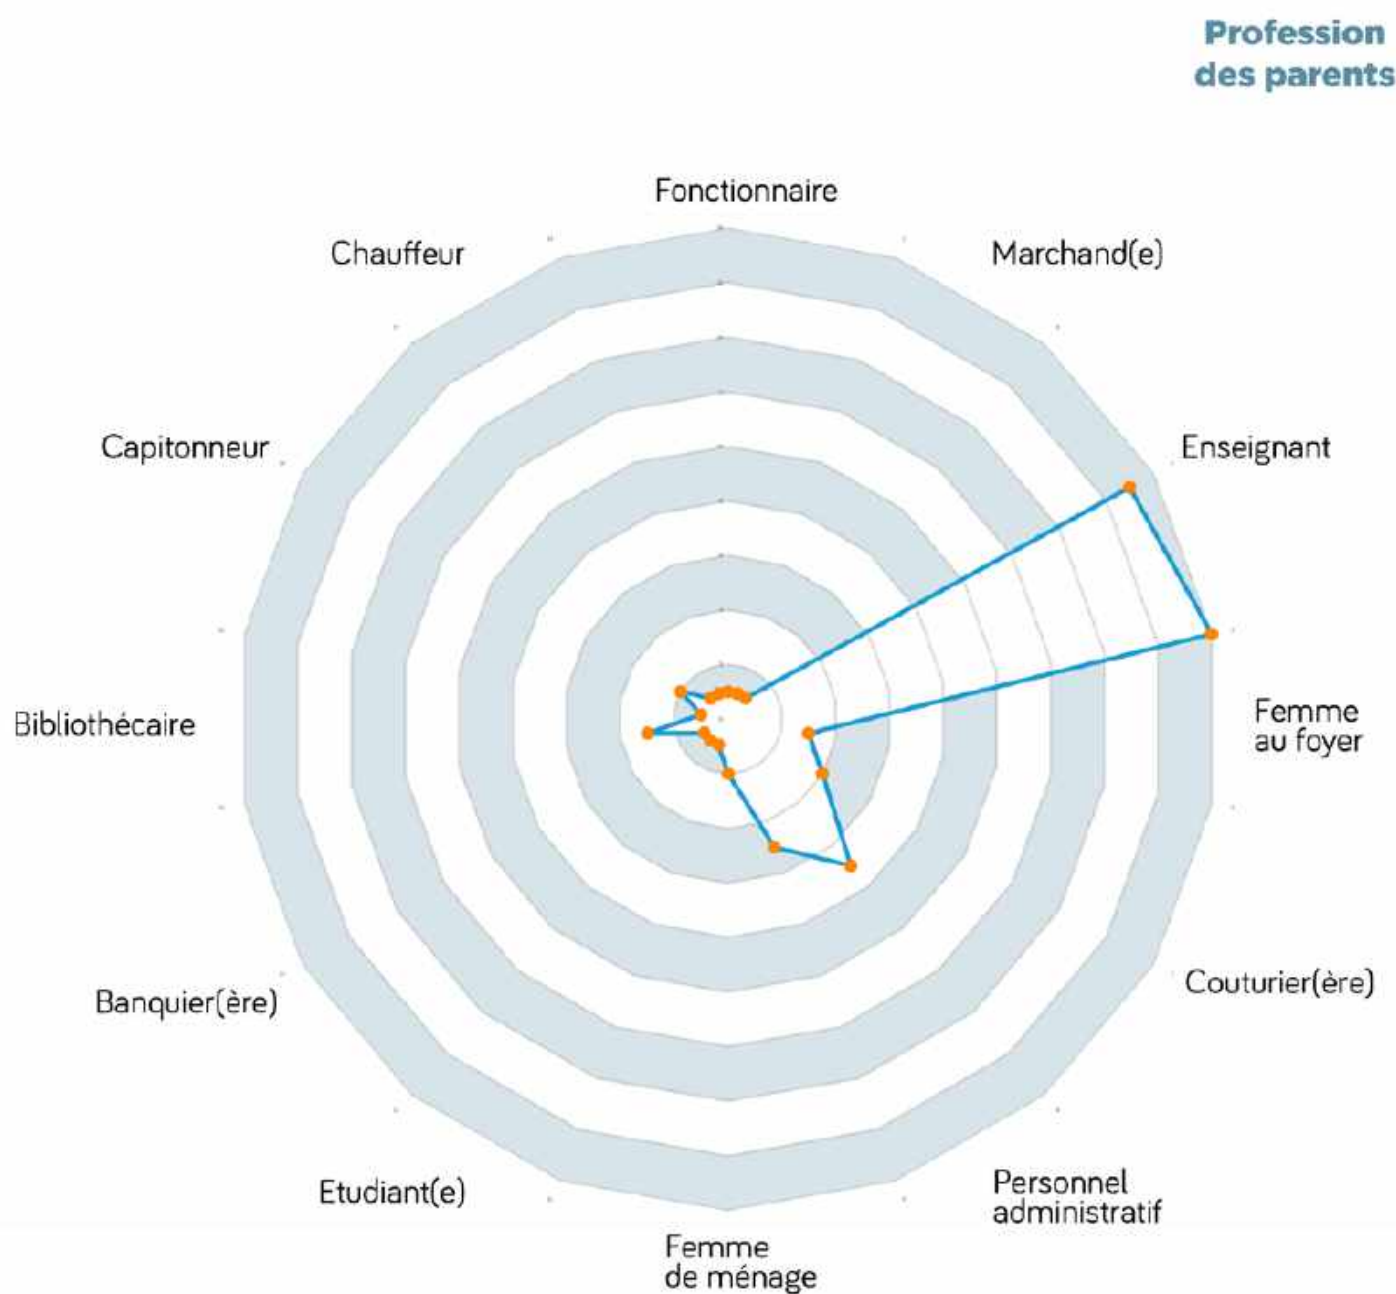 Profession
des parents
Fonctionnaire
Chauffeur
Marchand(e)
Capitonneur
Enseignant
Bibliothécaire
Femme
au foyer
Banquier(ère)
Couturier(ère)
Etudiant(e)
Personnel
administratif
Femme
de ménage